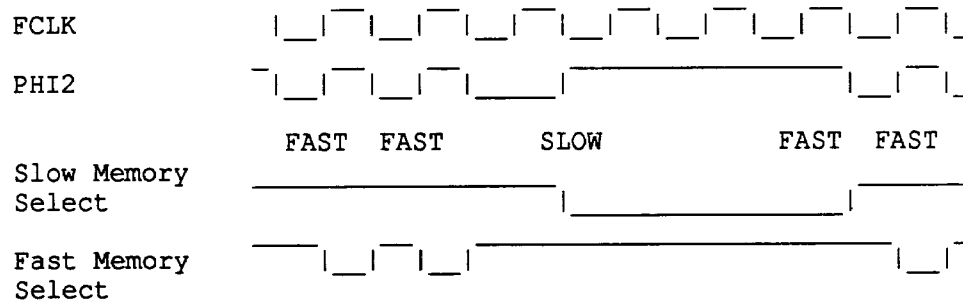 FCLK
PHI2
FAST FAST SLOW FAST FAST
Slow Memory
Select
Fast Memory
Select